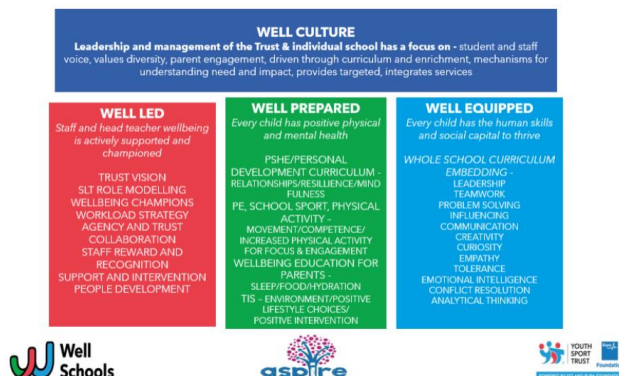 WELL CULTURE
Leadership and management of the Trust & individual school has a focus on - student and staff
voice, values diversity, parent engagement, driven through curriculum and enrichment, mechanisms for
understanding need and impact, provides targeted, integrates services
WELL LED
Staff and head teacher wellbeing
is actively supported and
championed
TRUST VISION
SLT ROLE MODELLING
WELLBEING CHAMPIONS
WORKLOAD STRATEGY
AGENCY AND TRUST
COLLABORATION
STAFF REWARD AND
RECOGNITION
SUPPORT AND INTERVENTION
PEOPLE DEVELOPMENT
WELL PREPARED
Every child has positive physical
and mental health
PSHE/PERSONAL
DEVELOPMENT CURRICULUM -
RELATIONSHIPS/RESILLIENCE/MIND
FULNESS
PE, SCHOOL SPORT, PHYSICAL
ACTIVITY –
MOVEMENT/COMPETENCE/
INCREASED PHYSICAL ACTIVITY
FOR FOCUS & ENGAGEMENT
WELLBEING EDUCATION FOR
PARENTS -
SLEEP/FOOD/HYDRATION
TIS – ENVIRONMENT/POSITIVE
LIFESTYLE CHOICES/
POSITIVE INTERVENTION
WELL EQUIPPED
Every child has the human skills
and social capital to thrive
WHOLE SCHOOL CURRICULUM
EMBEDDING -
LEADERSHIP
TEAMWORK
PROBLEM SOLVING
INFLUENCING
COMMUNICATION
CREATIVITY
CURIOSITY
EMPATHY
TOLERANCE
EMOTIONAL INTELLIGENCE
CONFLICT RESOLUTION
ANALYTICAL THINKING
Well
Schools
aspire
YOUTH
SPORT
TRUST
Foundation